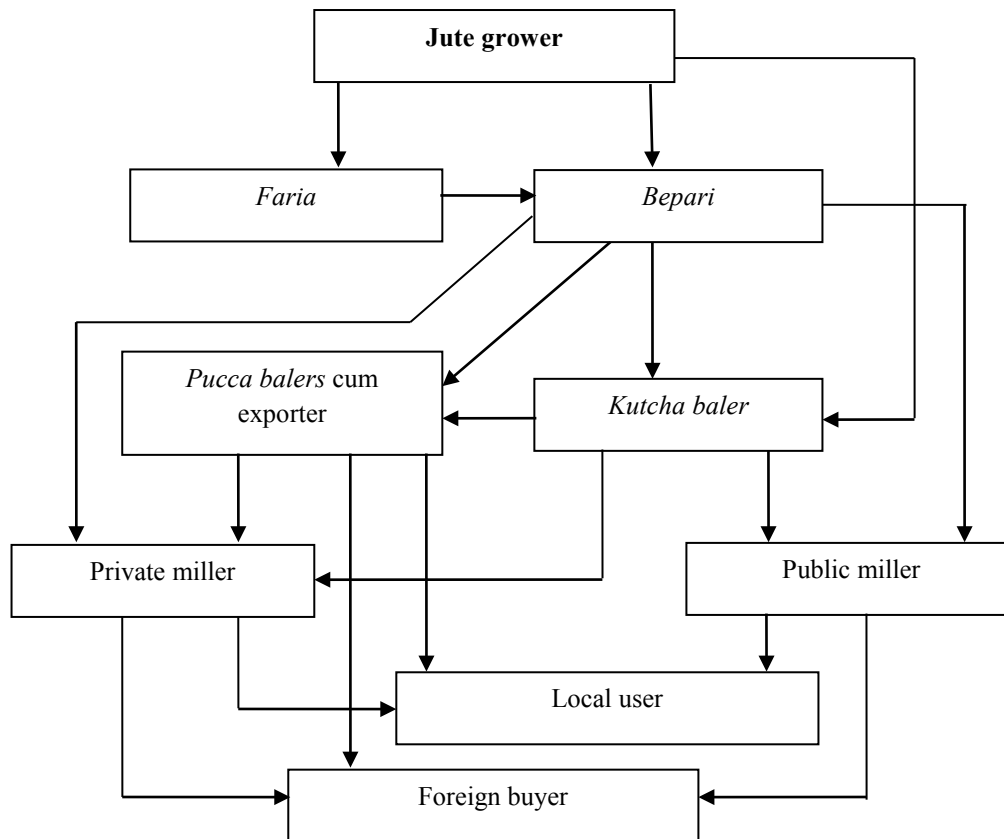 Jute grower
Faria
Bepari
Pucca balers cum
exporter
Kutcha baler
Private miller
Public miller
Local user
Foreign buyer